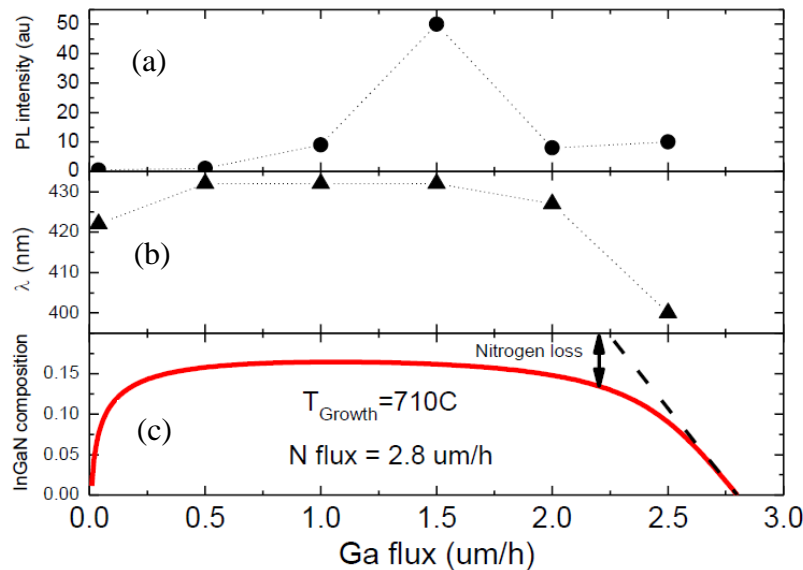 PL intensity (au)
50
40
30
20
10
0
(a)
λ (nm)
430
420
410
400
(b)
InGaN composition
0.15
0.10
0.05
0.00
Nitrogen loss
T_Growth=710C
(c)
N flux = 2.8 um/h
0.0 0.5 1.0 1.5 2.0 2.5 3.0
Ga flux (um/h)